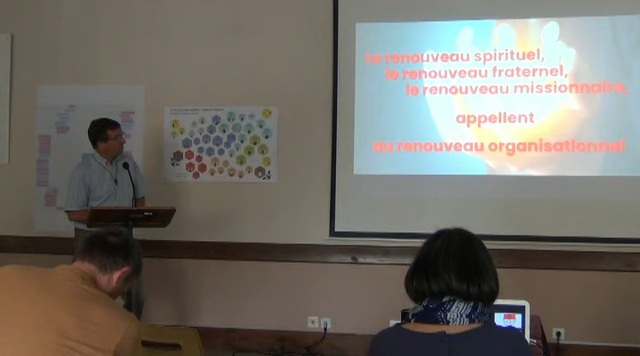 Le renouveau spirituel,
le renouveau fraternel,
le renouveau missionnaire,
appellent
au renouveau organisationnel